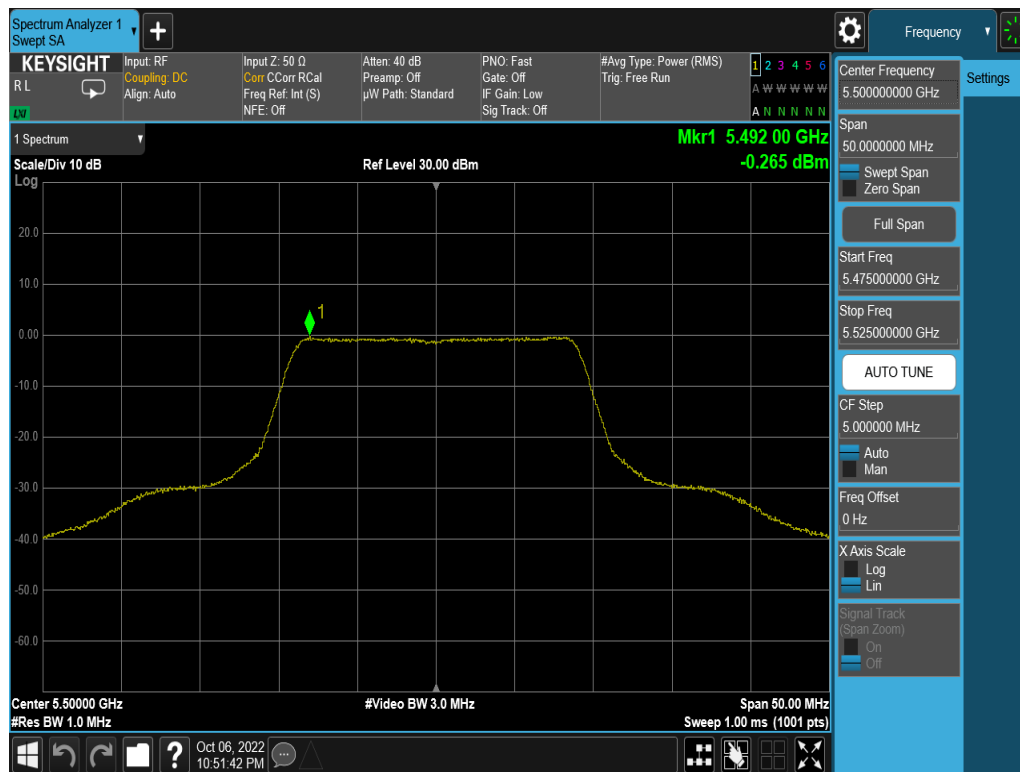 Spectrum Analyzer 1
Swept SA
+
Frequency
KEYSIGHT
R L
LXI
Input: RF
Coupling: DC
Align: Auto
Input Z: 50 Ω
Corr CCorr RCal
Freq Ref: Int (S)
NFE: Off
Atten: 40 dB
Preamp: Off
µW Path: Standard
PNO: Fast
Gate: Off
IF Gain: Low
Sig Track: Off
#Avg Type: Power (RMS)
Trig: Free Run
1 2 3 4 5 6
A W W W W W
A N N N N N
1 Spectrum
Scale/Div 10 dB
Log
Ref Level 30.00 dBm
Mkr1 5.492 00 GHz
-0.265 dBm
1
20.0
10.0
0.00
-10.0
-20.0
-30.0
-40.0
-50.0
-60.0
Center 5.50000 GHz
#Res BW 1.0 MHz
#Video BW 3.0 MHz
Span 50.00 MHz
Sweep 1.00 ms (1001 pts)
Center Frequency
5.500000000 GHz
Settings
Span
50.0000000 MHz
Swept Span
Zero Span
Full Span
Start Freq
5.475000000 GHz
Stop Freq
5.525000000 GHz
AUTO TUNE
CF Step
5.000000 MHz
Auto
Man
Freq Offset
0 Hz
X Axis Scale
Log
Lin
Signal Track
(Span Zoom)
On
Off
?
Oct 06, 2022
10:51:42 PM